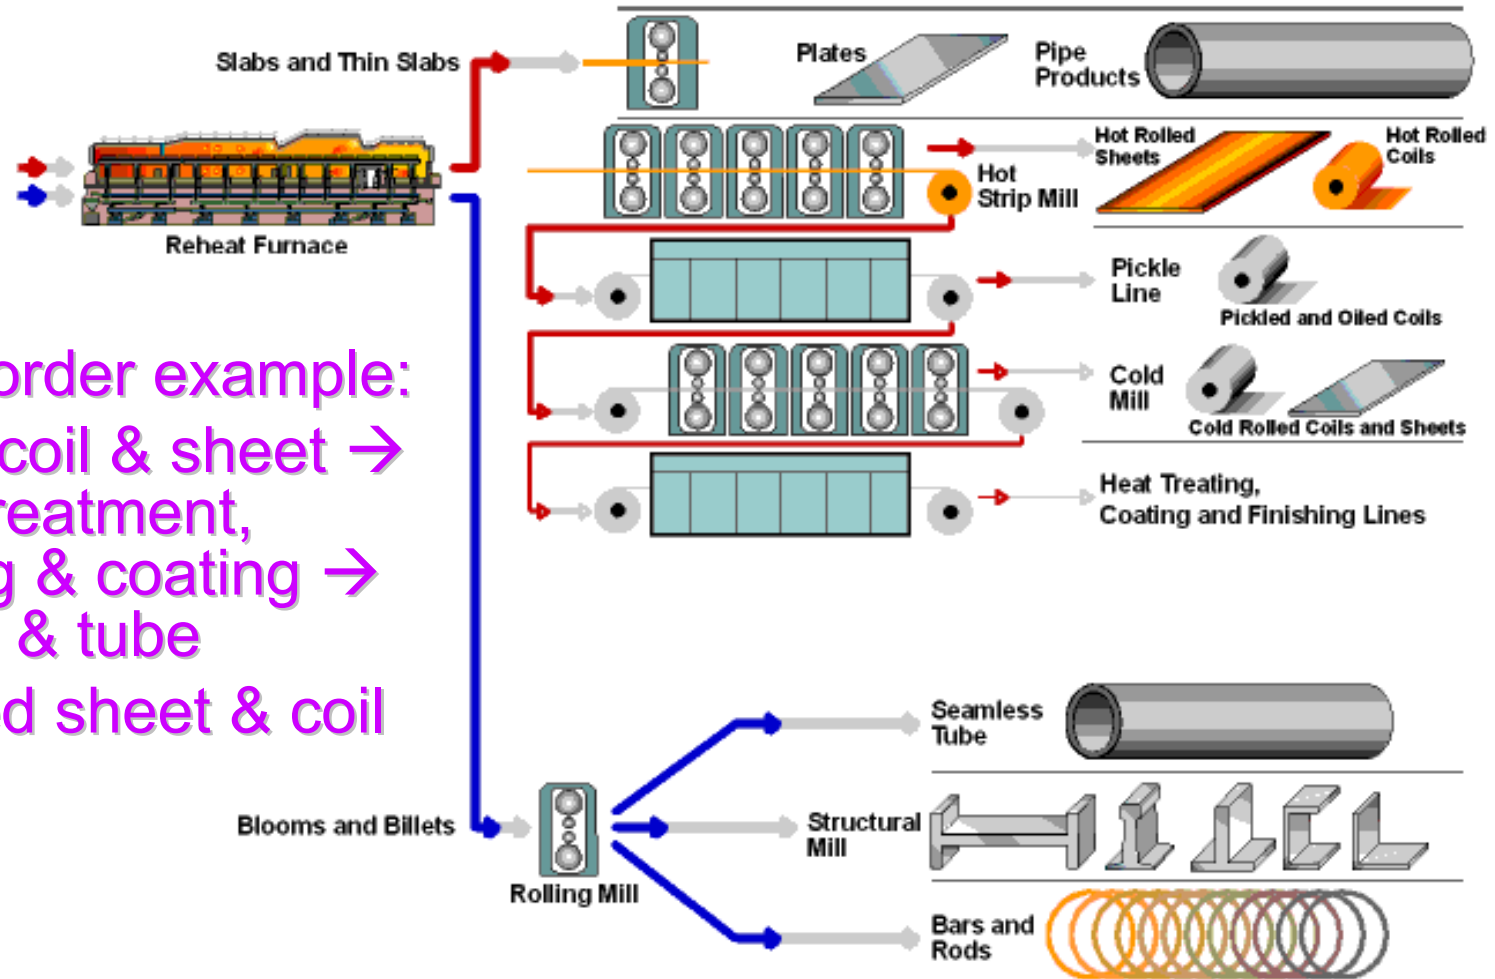 Slabs and Thin Slabs
Plates
Pipe
Products
Hot Rolled
Sheets
Hot Rolled
Coils
Hot
Strip Mill
Reheat Furnace
Pickle
Line
Pickled and Oiled Coils
order example:
coil & sheet →
reatment,
g & coating →
& tube
d sheet & coil
Cold
Mill
Cold Rolled Coils and Sheets
Heat Treating,
Coating and Finishing Lines
Seamless
Tube
Blooms and Billets
Structural
Mill
Rolling Mill
Bars and
Rods